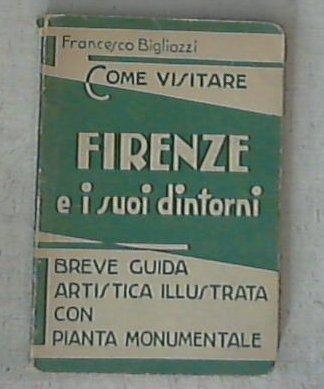 Francesco Bigliozzi
COME VISITARE
FIRENZE
e i suoi dintorni
BREVE GUIDA
ARTISTICA ILLUSTRATA
CON
PIANTA MONUMENTALE